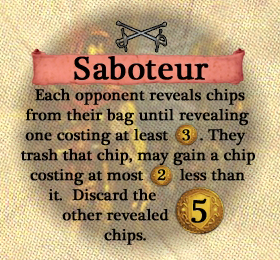 Saboteur
Each opponent reveals chips
from their bag until revealing
one costing at least 3. They
trash that chip, may gain a chip
costing at most 2 less than
it. Discard the
other revealed
chips.
5